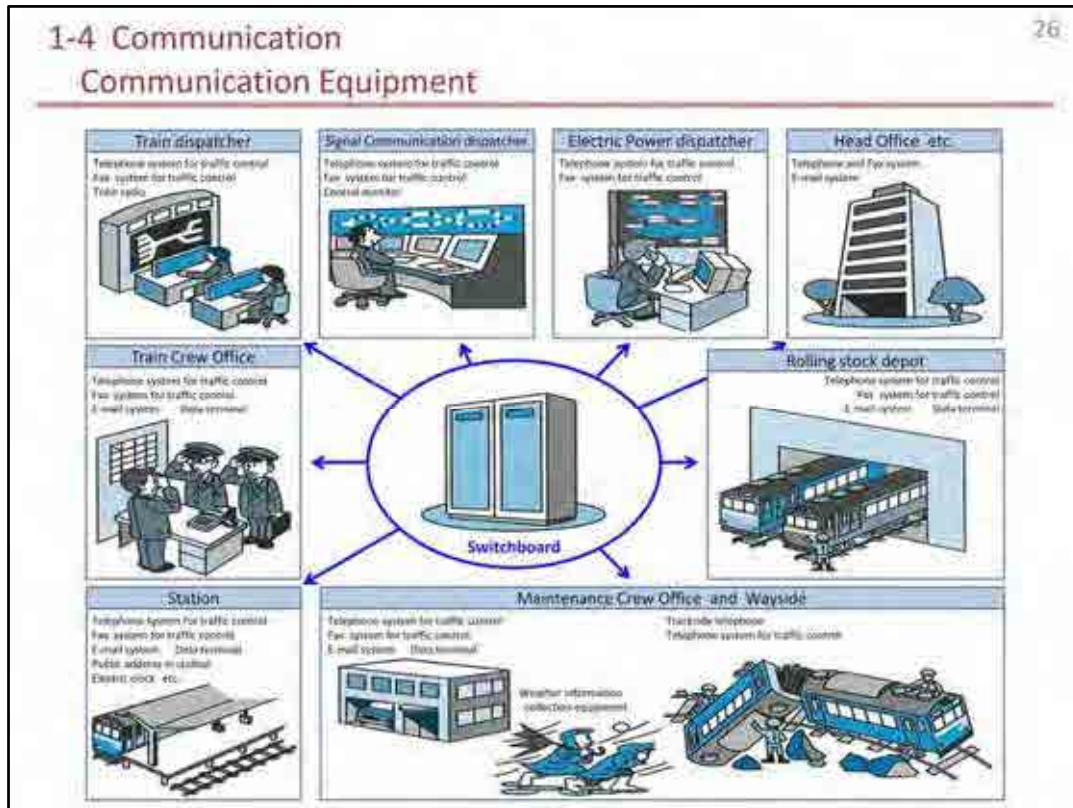 26
1-4 Communication
Communication Equipment
Train dispatcher
Telephone system for traffic control
Fax system for traffic control
Train radio
Signal Communication dispatcher
Telephone system for traffic control
Fax system for traffic control
Central monitor
Electric Power dispatcher
Telephone system for traffic control
Fax system for traffic control
Head Office etc.
Telephone and Fax system
E-mail system
Train Crew Office
Telephone system for traffic control
Fax system for traffic control
E-mail system Data terminal
Rolling stock depot
Telephone system for traffic control
Fax system for traffic control
E-mail system Data terminal
Switchboard
Station
Telephone system for traffic control
Fax system for traffic control
E-mail system Data terminal
Public address in station
Electric clock etc.
Maintenance Crew Office and Wayside
Telephone system for traffic control
Fax system for traffic control
E-mail system Data terminal
Weather information
collection equipment
Trackside telephone
Telephone system for traffic control